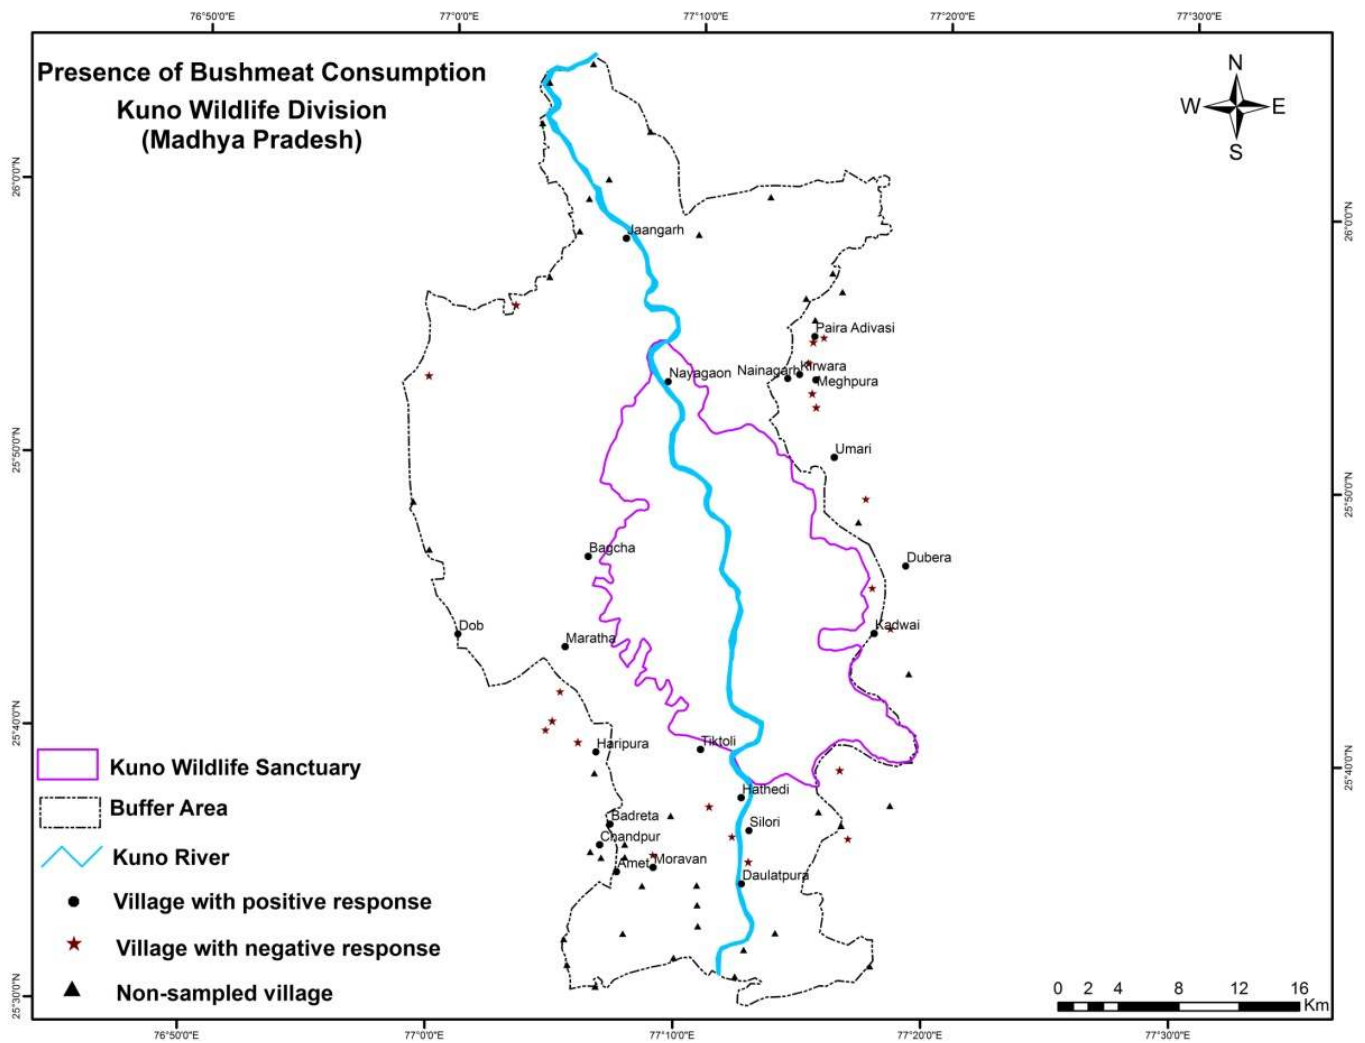 76°50'0"E
77°0'0"E
77°10'0"E
77°20'0"E
77°30'0"E
Presence of Bushmeat Consumption
Kuno Wildlife Division
(Madhya Pradesh)
N
W
E
S
26°0'0"N
26°0'0"N
Jaangarh
Paira Adivasi
Nayagaon
Nainagarh
Kirwara
Meghpura
25°50'0"N
Umari
25°50'0"N
Bagcha
Dubera
Dob
Maratha
Kadwai
25°40'0"N
Haripura
Tiktoli
25°40'0"N
Kuno Wildlife Sanctuary
Hathedi
Buffer Area
Badreta
Silori
Chandpur
Kuno River
Amet
Moravan
Daulatpura
Village with positive response
Village with negative response
Non-sampled village
25°30'0"N
0 2 4 8 12 16
Km
76°50'0"E
77°0'0"E
77°10'0"E
77°20'0"E
77°30'0"E